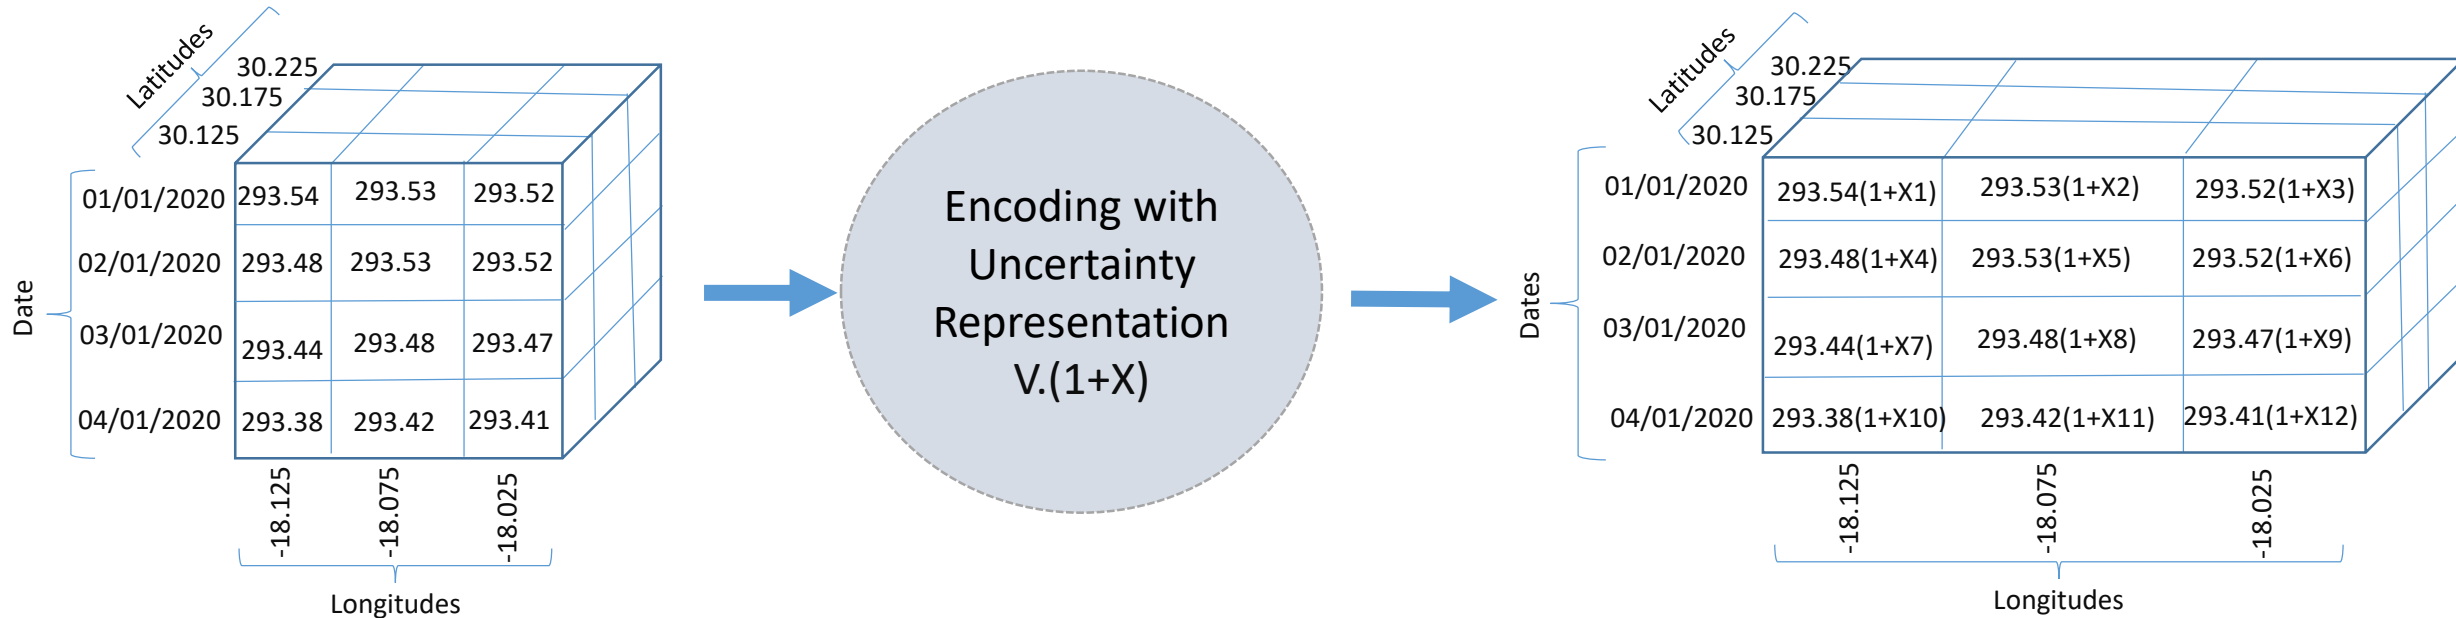 Latitudes
30.225
30.175
30.125
Date
01/01/2020 293.54 293.53 293.52
02/01/2020 293.48 293.53 293.52
03/01/2020 293.44 293.48 293.47
04/01/2020 293.38 293.42 293.41
-18.125 -18.075 -18.025
Longitudes
Encoding with
Uncertainty
Representation
V.(1+X)
Latitudes
30.225
30.175
30.125
Dates
01/01/2020 293.54(1+X1) 293.53(1+X2) 293.52(1+X3)
02/01/2020 293.48(1+X4) 293.53(1+X5) 293.52(1+X6)
03/01/2020 293.44(1+X7) 293.48(1+X8) 293.47(1+X9)
04/01/2020 293.38(1+X10) 293.42(1+X11) 293.41(1+X12)
-18.125 -18.075 -18.025
Longitudes